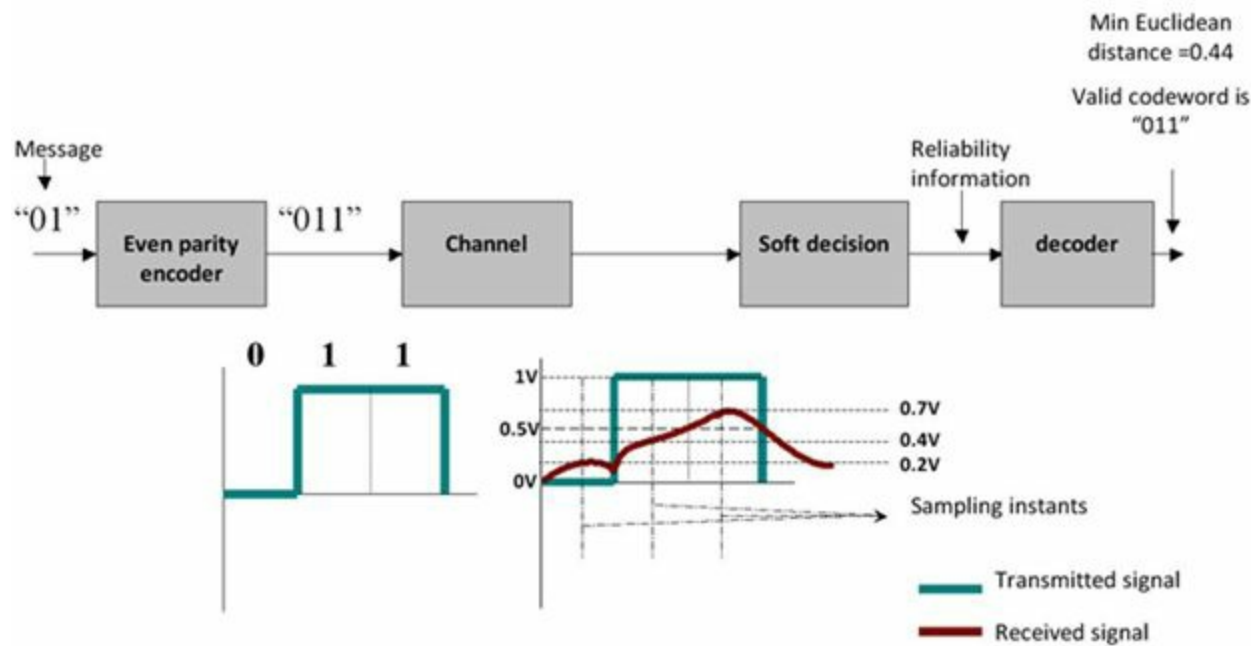 Min Euclidean
distance =0.44
Valid codeword is
“011”
Message
Reliability
information
“01”
“011”
Even parity
encoder
Channel
Soft decision
decoder
0 1 1
1V
0.7V
0.5V
0.4V
0.2V
0V
Sampling instants
Transmitted signal
Received signal